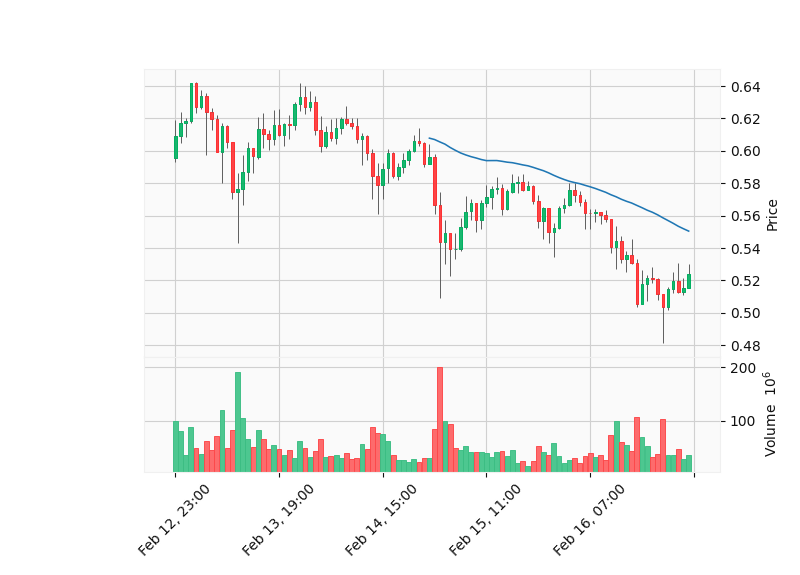 0.64
0.62
0.60
0.58
0.56
0.54
0.52
0.50
0.48
Price
200
100
Volume 10^6
Feb 12, 23:00
Feb 13, 19:00
Feb 14, 15:00
Feb 15, 11:00
Feb 16, 07:00